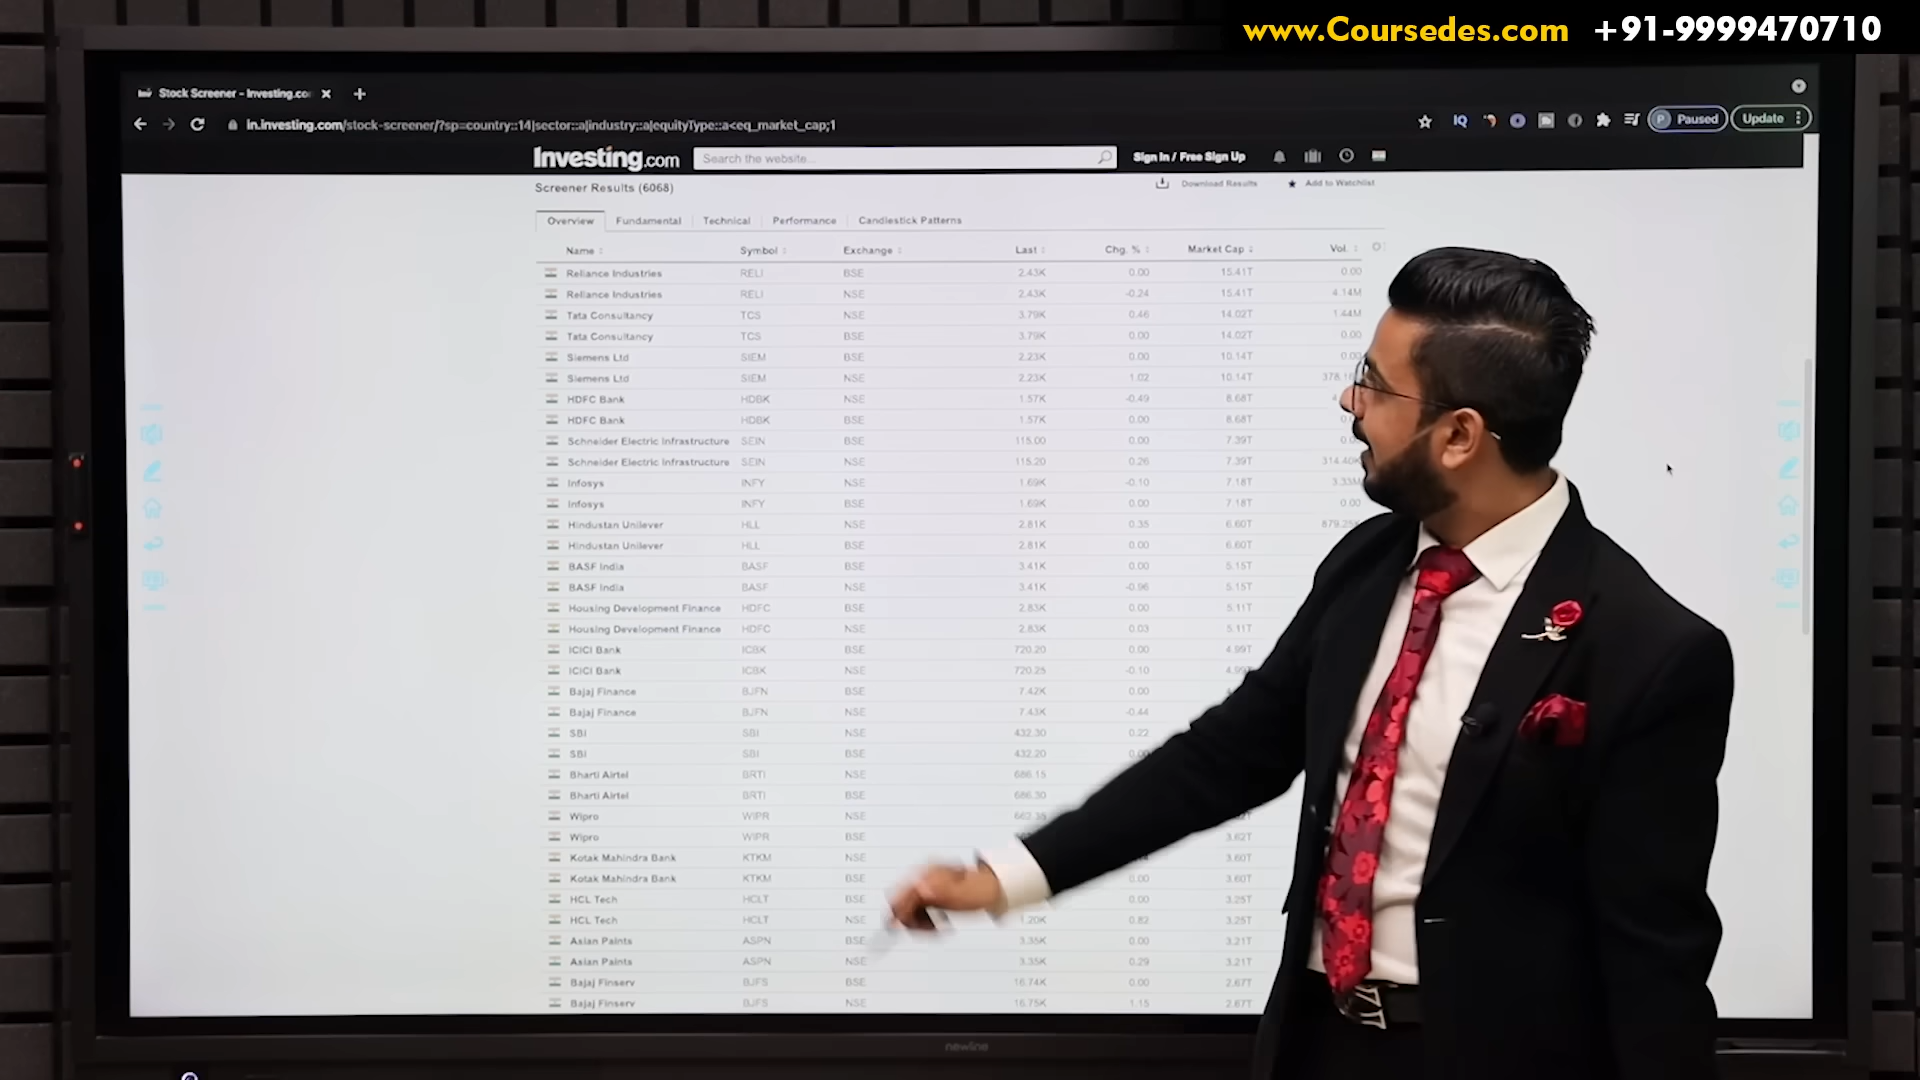 www.Coursedes.com +91-9999470710
Stock Screener - Investing.co
in.investing.com/stock-screener/?sp=country::14|sector::a|industry::a|equityType::a<eq_market_cap;1
IQ P Paused Update
Investing.com Search the website... Sign In / Free Sign Up
Screener Results (6068) Download Results Add to Watchlist
Overview Fundamental Technical Performance Candlestick Patterns
Name Symbol Exchange Last Chg. % Market Cap Vol.
Reliance Industries RELI BSE 2.43K 0.00 15.41T 0.00
Reliance Industries RELI NSE 2.43K -0.24 15.41T 4.14M
Tata Consultancy TCS NSE 3.79K 0.46 14.02T 1.44M
Tata Consultancy TCS BSE 3.79K 0.00 14.02T 0.00
Siemens Ltd SIEM BSE 2.23K 0.00 10.14T 0.00
Siemens Ltd SIEM NSE 2.23K 1.02 10.14T
HDFC Bank HDBK NSE 1.57K -0.49 8.68T
HDFC Bank HDBK BSE 1.57K 0.00 8.68T
Schneider Electric Infrastructure SEIN BSE 115.00 0.00 7.39T
Schneider Electric Infrastructure SEIN NSE 115.20 0.26 7.39T 314.40K
Infosys INFY NSE 1.69K -0.10 7.18T 3.33M
Infosys INFY BSE 1.69K 0.00 7.18T 0.00
Hindustan Unilever HLL NSE 2.81K 0.35 6.60T
Hindustan Unilever HLL BSE 2.81K 0.00 6.60T
BASF India BASF BSE 3.41K 0.00 5.15T
BASF India BASF NSE 3.41K -0.96 5.15T
Housing Development Finance HDFC BSE 2.83K 0.00 5.11T
Housing Development Finance HDFC NSE 2.83K 0.03 5.11T
ICICI Bank ICBK BSE 720.20 0.00 4.99T
ICICI Bank ICBK NSE 720.25 -0.10
Bajaj Finance BJFN BSE 7.42K 0.00
Bajaj Finance BJFN NSE 7.43K -0.44
SBI SBI NSE 432.30 0.22
SBI SBI BSE 432.20
Bharti Airtel BRTI NSE 686.15
Bharti Airtel BRTI BSE 686.30
Wipro WIPR NSE 662.35
Wipro WIPR BSE 3.62T
Kotak Mahindra Bank KTKM NSE 3.60T
Kotak Mahindra Bank KTKM BSE 0.00 3.60T
HCL Tech HCLT BSE 0.00 3.25T
HCL Tech HCLT NSE 1.20K 0.82 3.25T
Asian Paints ASPN BSE 3.35K 0.00 3.21T
Asian Paints ASPN NSE 3.35K 0.29 3.21T
Bajaj Finserv BJFS BSE 16.74K 0.00 2.67T
Bajaj Finserv BJFS NSE 16.75K 1.15 2.67T
newline